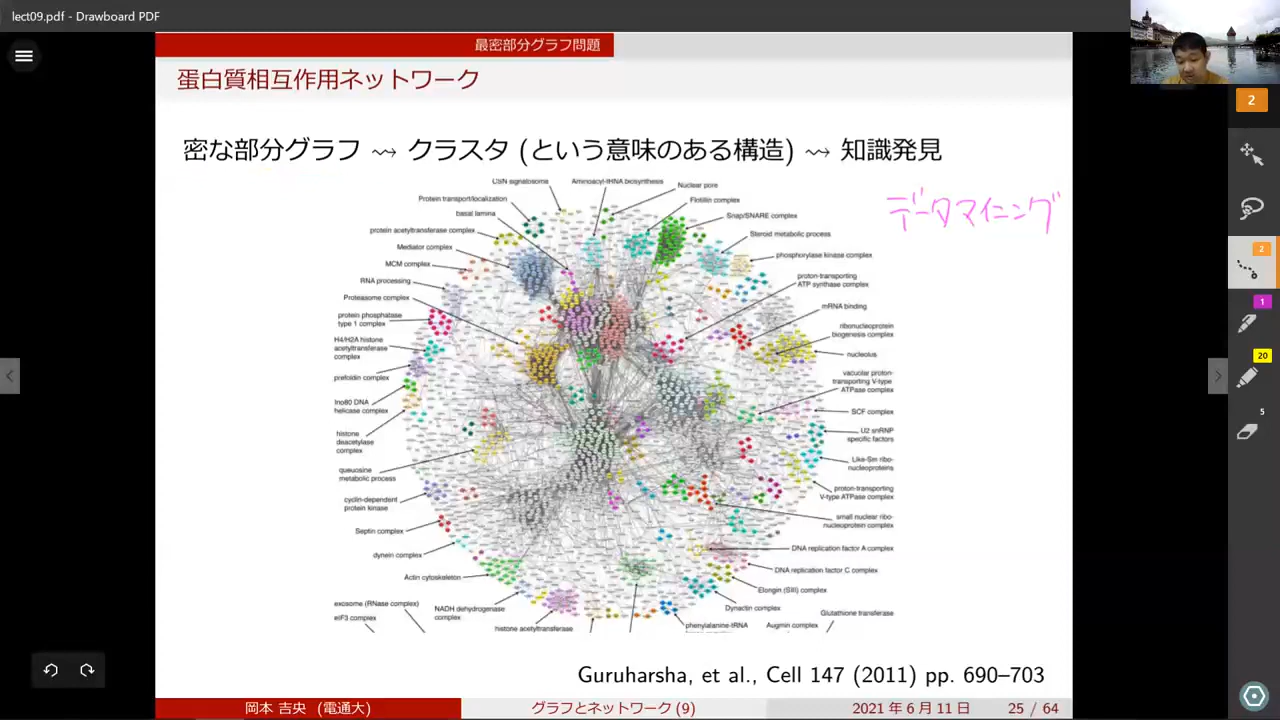 lect09.pdf - Drawboard PDF
最密部分グラフ問題
蛋白質相互作用ネットワーク
密な部分グラフ ⇝ クラスタ (という意味のある構造) ⇝ 知識発見
データマイニング
CSN signalosome
Aminoacyl-tRNA biosynthesis
Nuclear pore
Protein transport/localization
Flotillin complex
basal lamina
Snap/SNARE complex
protein acetyltransferase complex
Steroid metabolic process
Mediator complex
phosphorylase kinase complex
MCM complex
proton-transporting
ATP synthase complex
RNA processing
Proteasome complex
mRNA binding
protein phosphatase
type 1 complex
ribonucleoprotein
biogenesis complex
H4/H2A histone
acetyltransferase
complex
nucleolus
prefoldin complex
vacuolar proton-
transporting V-type
ATPase complex
Ino80 DNA
helicase complex
SCF complex
histone
deacetylase
complex
U2 snRNP
specific factors
Like-Sm ribo-
nucleoproteins
queuosine
metabolic process
proton-transporting
V-type ATPase complex
cyclin-dependent
protein kinase
small nuclear ribo-
nucleoprotein complex
Septin complex
DNA replication factor A complex
dynein complex
DNA replication factor C complex
Actin cytoskeleton
Elongin (SIII) complex
exosome (RNase complex)
NADH dehydrogenase
complex
Dynactin complex
Glutathione transferase
eIF3 complex
histone acetyltransferase
phenylalanine-tRNA
Augmin complex
Guruharsha, et al., Cell 147 (2011) pp. 690–703
岡本 吉央 (電通大)
グラフとネットワーク (9)
2021 年 6 月 11 日
25 / 64
2
2
1
20
5